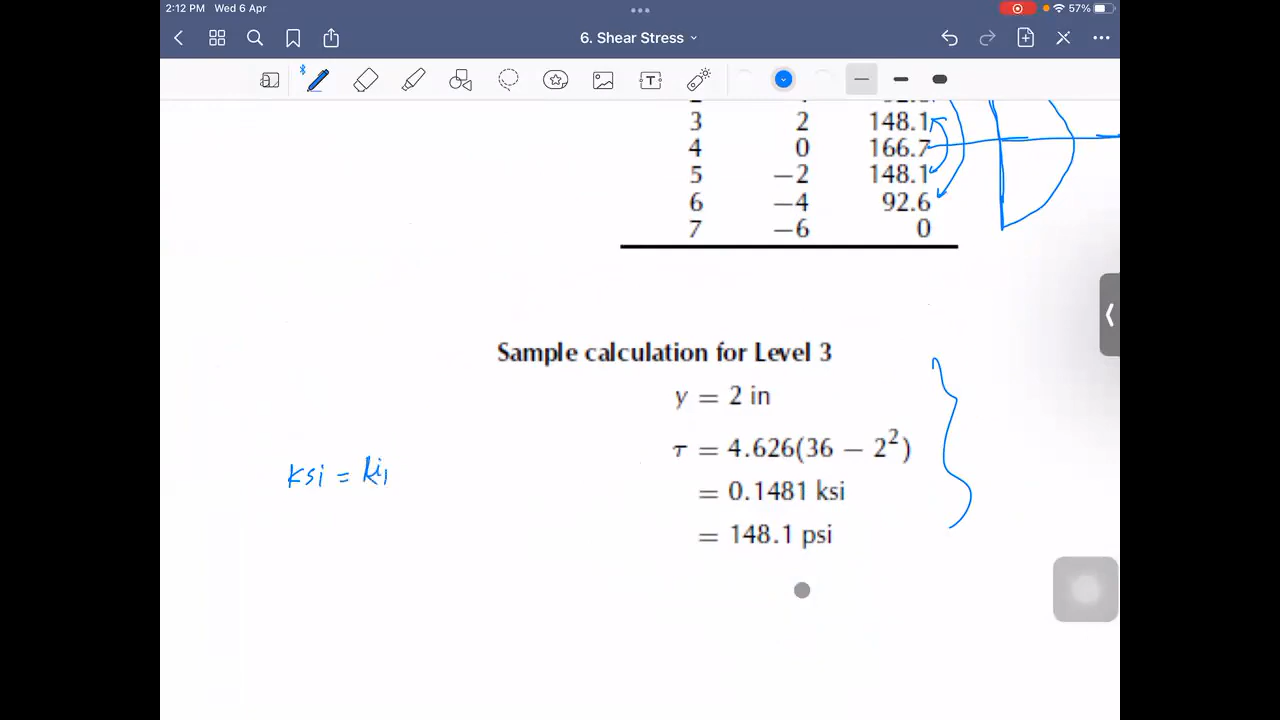 2:12 PM Wed 6 Apr
57%
6. Shear Stress
3 2 148.1
4 0 166.7
5 −2 148.1
6 −4 92.6
7 −6 0
Sample calculation for Level 3
y = 2 in
τ = 4.626(36 − 2²)
= 0.1481 ksi
= 148.1 psi
ksi = ki